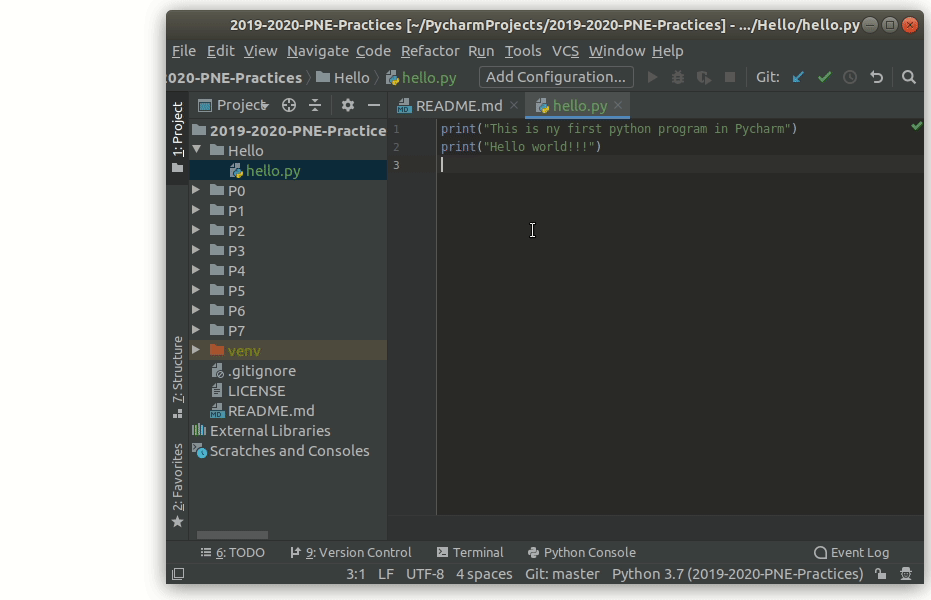 2019-2020-PNE-Practices [~/PycharmProjects/2019-2020-PNE-Practices] - .../Hello/hello.py
File Edit View Navigate Code Refactor Run Tools VCS Window Help
020-PNE-Practices Hello hello.py Add Configuration... Git:
1: Project
Project
README.md hello.py
2019-2020-PNE-Practice
Hello
hello.py
P0
P1
P2
P3
P4
P5
P6
P7
venv
.gitignore
LICENSE
MD README.md
External Libraries
Scratches and Consoles
1 print("This is ny first python program in Pycharm")
2 print("Hello world!!!")
3
7: Structure
2: Favorites
6: TODO 9: Version Control Terminal Python Console Event Log
3:1 LF UTF-8 4 spaces Git: master Python 3.7 (2019-2020-PNE-Practices)